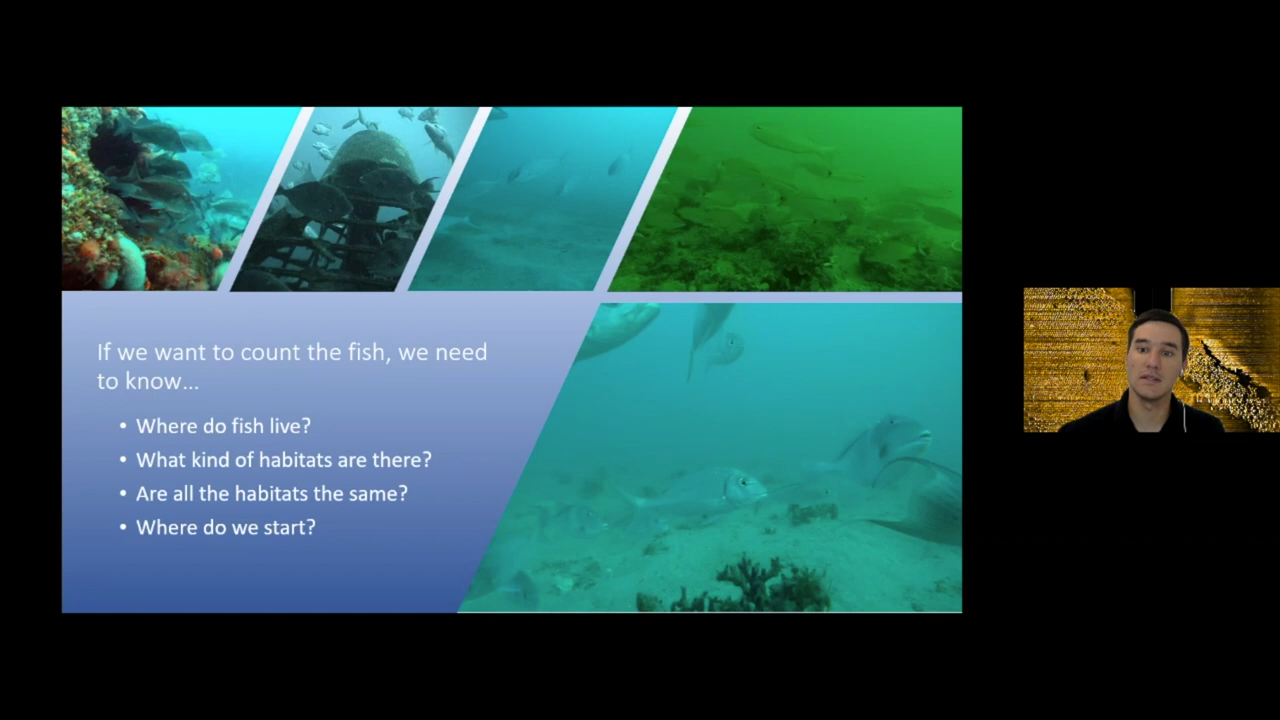 If we want to count the fish, we need
to know...
• Where do fish live?
• What kind of habitats are there?
• Are all the habitats the same?
• Where do we start?